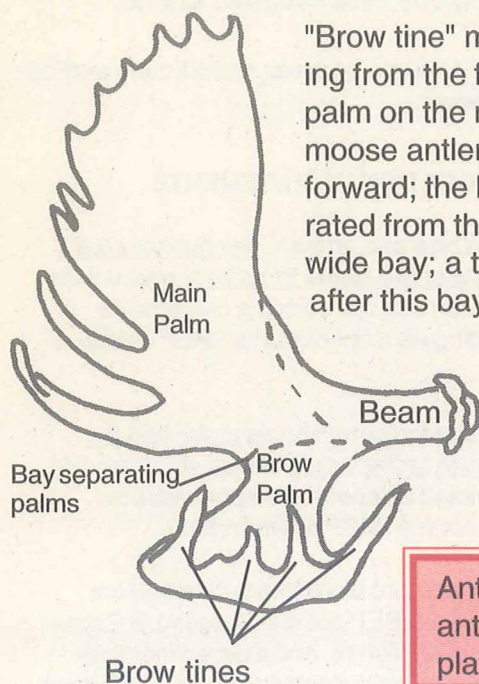 "Brow tine" m
ing from the f
palm on the r
moose antler
forward; the
rated from th
wide bay; a t
after this bay
Main
Palm
Beam
Bay separating
palms
Brow
Palm
Brow tines
Ant
ant
pla